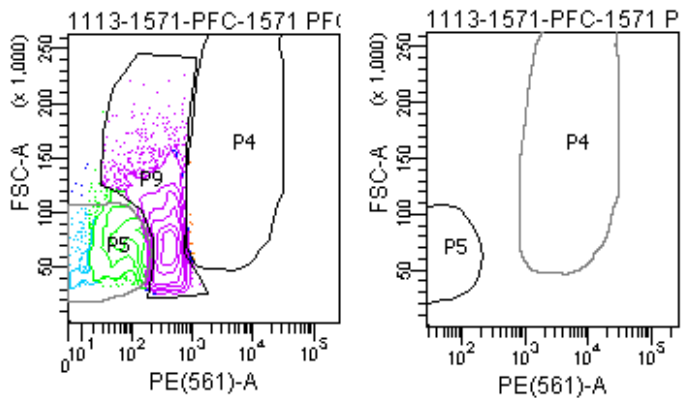 1113-1571-PFC-1571 PF
(x 1,000)
FSC-A
250
200
150
100
50
P4
P9
P5
0 10^1 10^2 10^3 10^4 10^5
PE(561)-A
1113-1571-PFC-1571 P
(x 1,000)
FSC-A
250
200
150
100
50
P4
P5
10^2 10^3 10^4 10^5
PE(561)-A